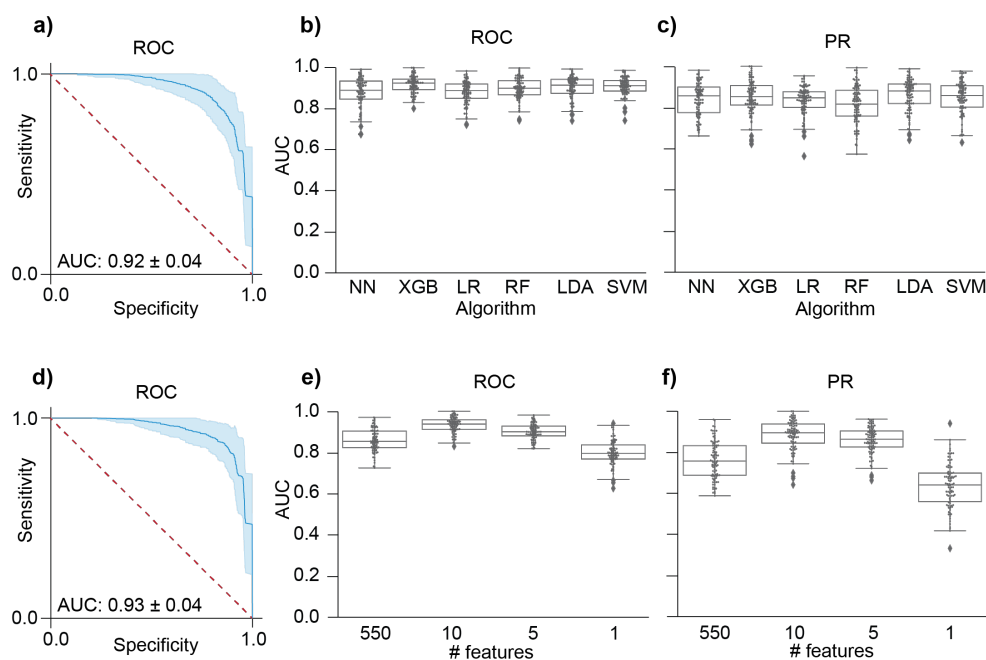 a)
ROC
1.0
Sensitivity
0.0
AUC: 0.92 ± 0.04
0.0
1.0
Specificity
b)
ROC
1.0
0.8
0.6
0.4
0.2
0.0
AUC
NN XGB LR RF LDA SVM
Algorithm
c)
PR
NN XGB LR RF LDA SVM
Algorithm
d)
ROC
1.0
Sensitivity
0.0
AUC: 0.93 ± 0.04
0.0
1.0
Specificity
e)
ROC
1.0
0.8
0.6
0.4
0.2
0.0
AUC
550 10 5 1
# features
f)
PR
550 10 5 1
# features